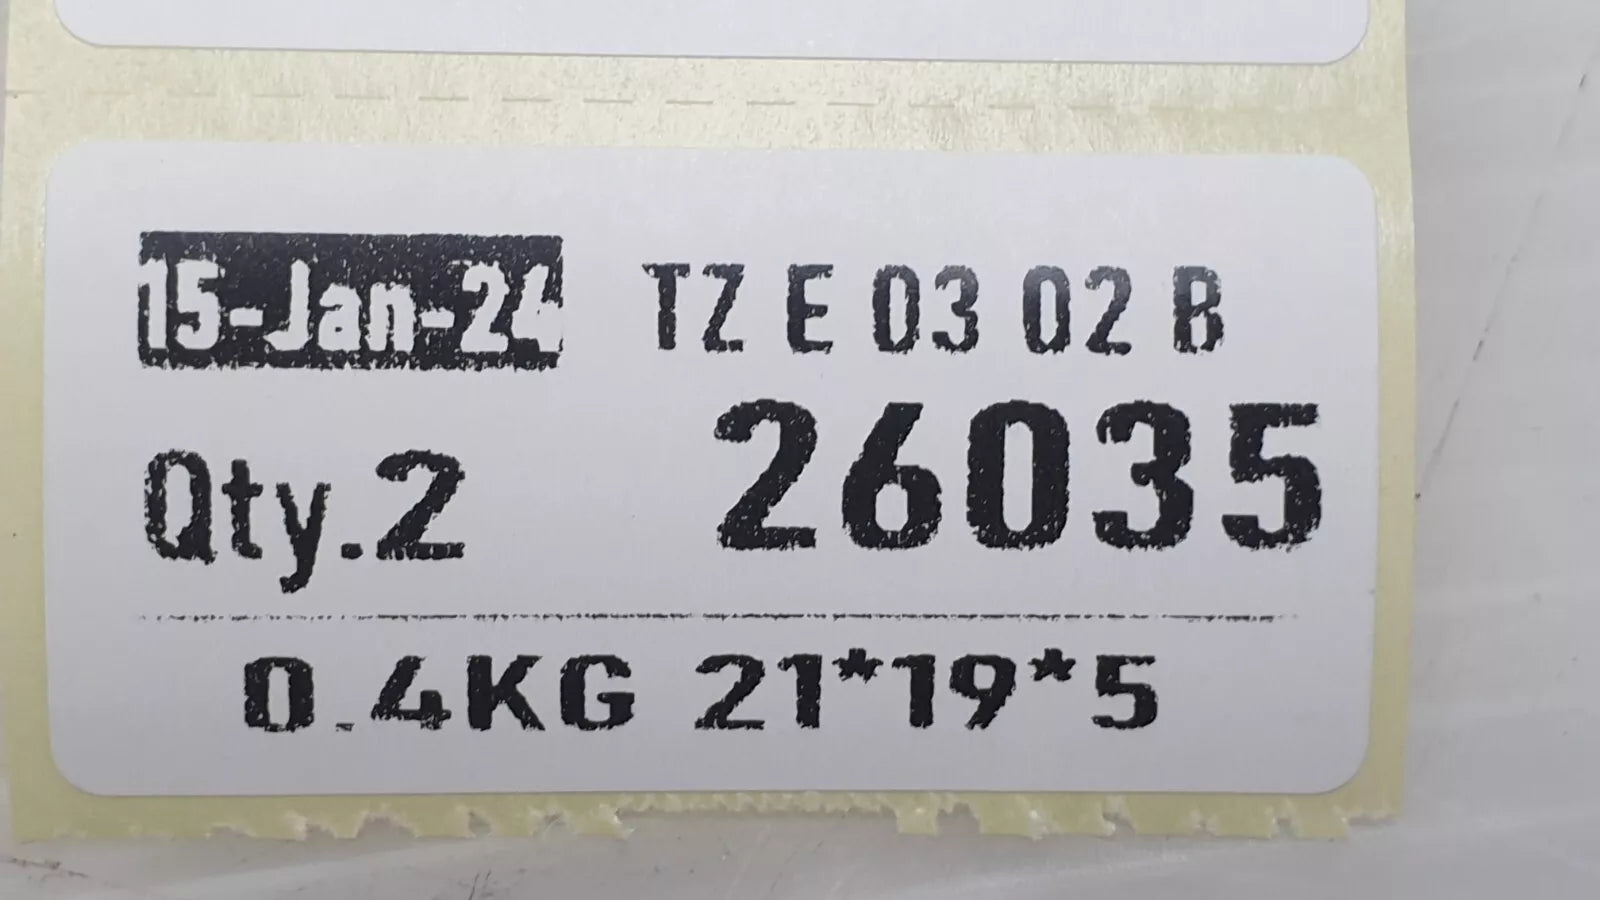 15-Jan-24 TZ E 03 02 B
Qty.2 26035
0.4KG 21*19*5